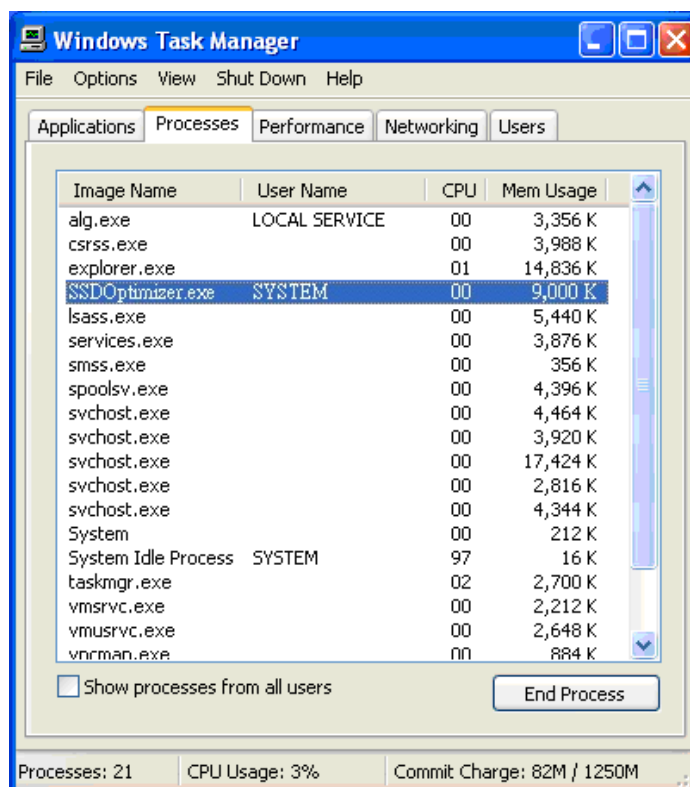 Windows Task Manager
File Options View Shut Down Help
Applications Processes Performance Networking Users
Image Name User Name CPU Mem Usage
alg.exe LOCAL SERVICE 00 3,356 K
csrss.exe 00 3,988 K
explorer.exe 01 14,836 K
SSDOptimizer.exe SYSTEM 00 9,000 K
lsass.exe 00 5,440 K
services.exe 00 3,876 K
smss.exe 00 356 K
spoolsv.exe 00 4,396 K
svchost.exe 00 4,464 K
svchost.exe 00 3,920 K
svchost.exe 00 17,424 K
svchost.exe 00 2,816 K
svchost.exe 00 4,344 K
System 00 212 K
System Idle Process SYSTEM 97 16 K
taskmgr.exe 02 2,700 K
vmsrvc.exe 00 2,212 K
vmusrvc.exe 00 2,648 K
vpcmap.exe 00 884 K
Show processes from all users
End Process
Processes: 21 CPU Usage: 3% Commit Charge: 82M / 1250M